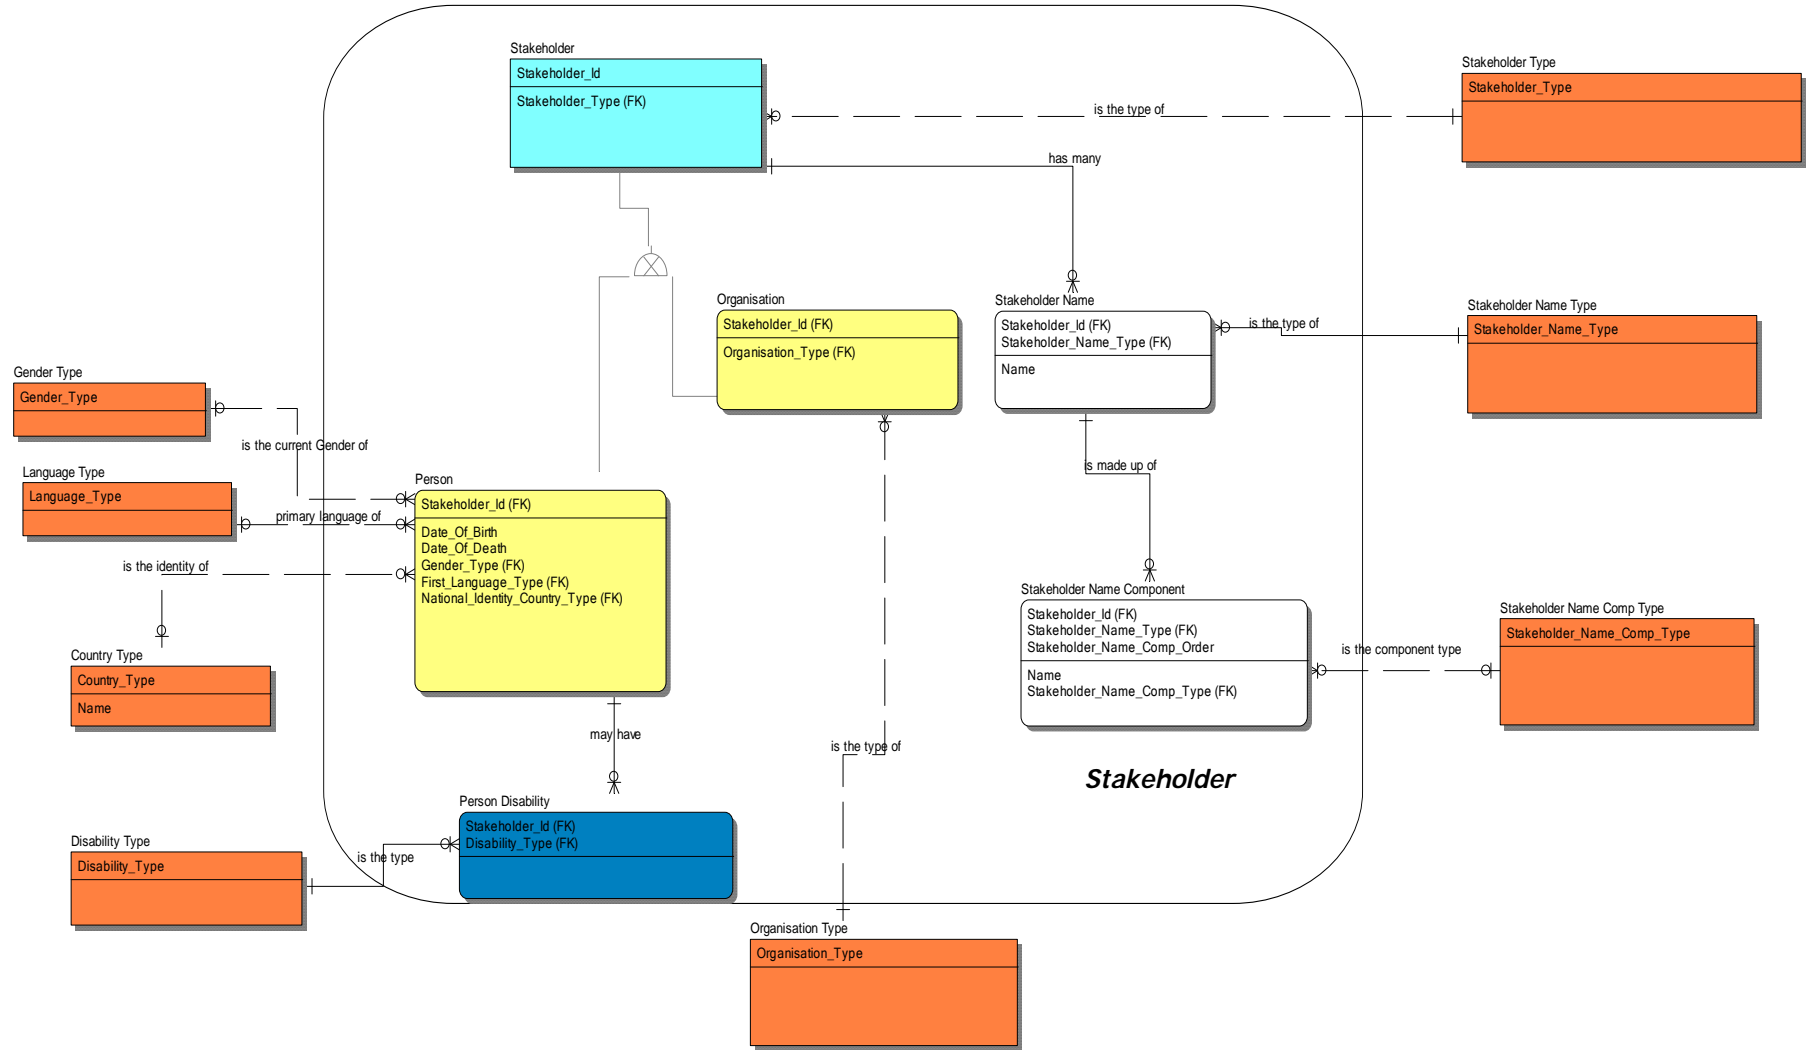 Stakeholder
Stakeholder_Id
Stakeholder_Type (FK)
Stakeholder Type
Stakeholder_Type
is the type of
has many
Organisation
Stakeholder_Id (FK)
Organisation_Type (FK)
Stakeholder Name
Stakeholder_Id (FK)
Stakeholder_Name_Type (FK)
Name
is the type of
Stakeholder Name Type
Stakeholder_Name_Type
Gender Type
Gender_Type
is the current Gender of
Language Type
Language_Type
primary language of
Person
Stakeholder_Id (FK)
Date_Of_Birth
Date_Of_Death
Gender_Type (FK)
First_Language_Type (FK)
National_Identity_Country_Type (FK)
is made up of
is the identity of
Country Type
Country_Type
Name
Stakeholder Name Component
Stakeholder_Id (FK)
Stakeholder_Name_Type (FK)
Stakeholder_Name_Comp_Order
Name
Stakeholder_Name_Comp_Type (FK)
is the component type
Stakeholder Name Comp Type
Stakeholder_Name_Comp_Type
may have
is the type of
Stakeholder
Person Disability
Stakeholder_Id (FK)
Disability_Type (FK)
is the type
Disability Type
Disability_Type
Organisation Type
Organisation_Type